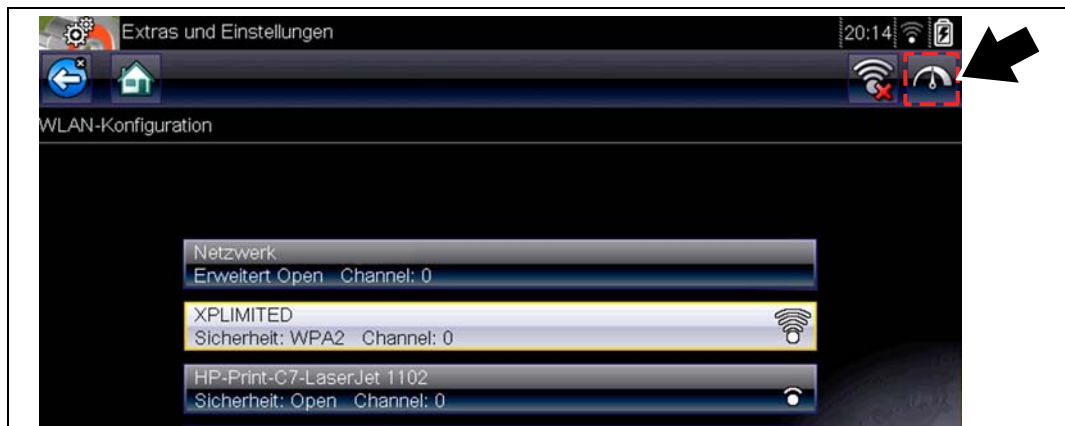 Extras und Einstellungen
20:14
WLAN-Konfiguration
Netzwerk
Erweitert Open Channel: 0
XPLIMITED
Sicherheit: WPA2 Channel: 0
HP-Print-C7-LaserJet 1102
Sicherheit: Open Channel: 0